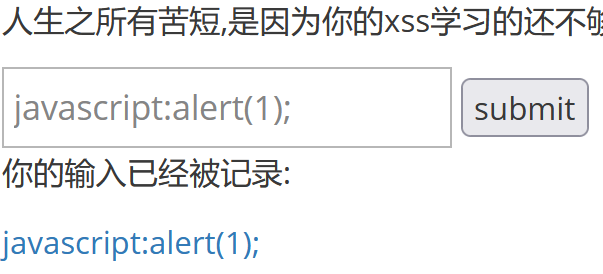 人生之所有苦短,是因为你的xss学习的还不够
javascript:alert(1);
submit
你的输入已经被记录:
javascript:alert(1);